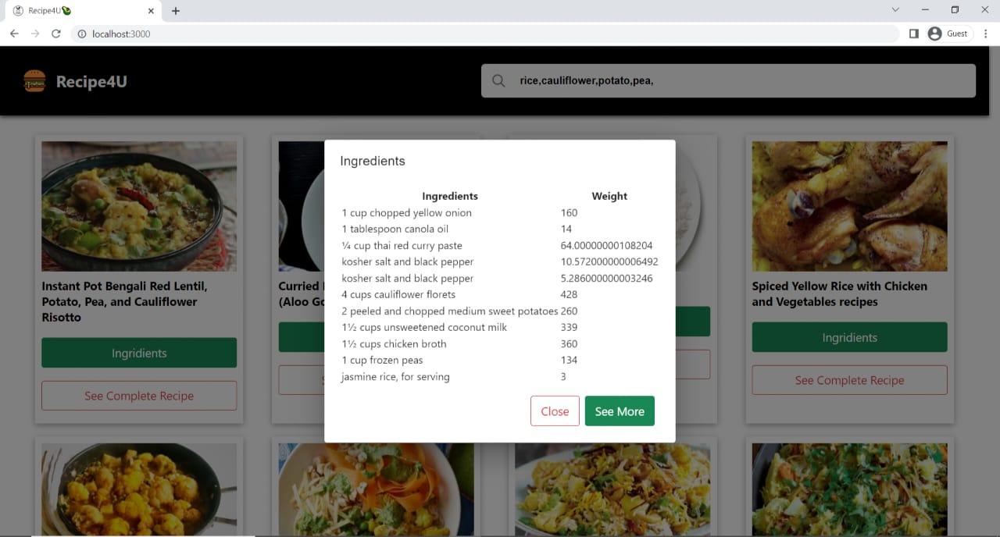 Recipe4U
localhost:3000
Guest
Recipe4U
rice,cauliflower,potato,pea,
Ingredients
Ingredients Weight
1 cup chopped yellow onion 160
1 tablespoon canola oil 14
¼ cup thai red curry paste 64.00000000108204
kosher salt and black pepper 10.572000000006492
kosher salt and black pepper 5.286000000003246
4 cups cauliflower florets 428
2 peeled and chopped medium sweet potatoes 260
1½ cups unsweetened coconut milk 339
1½ cups chicken broth 360
1 cup frozen peas 134
jasmine rice, for serving 3
Close See More
Instant Pot Bengali Red Lentil,
Potato, Pea, and Cauliflower
Risotto
Ingridients
See Complete Recipe
Curried
(Aloo Go
Spiced Yellow Rice with Chicken
and Vegetables recipes
Ingridients
See Complete Recipe